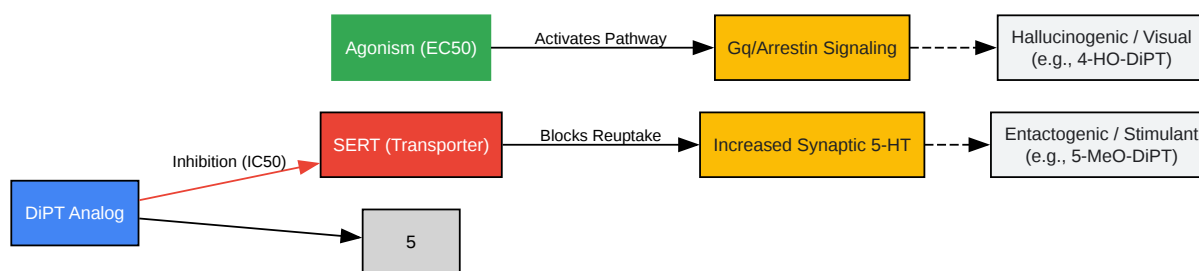 Agonism (EC50)
Activates Pathway
Gq/Arrestin Signaling
Hallucinogenic / Visual
(e.g., 4-HO-DiPT)
SERT (Transporter)
Blocks Reuptake
Increased Synaptic 5-HT
Entactogenic / Stimulant
(e.g., 5-MeO-DiPT)
Inhibition (IC50)
DiPT Analog
5